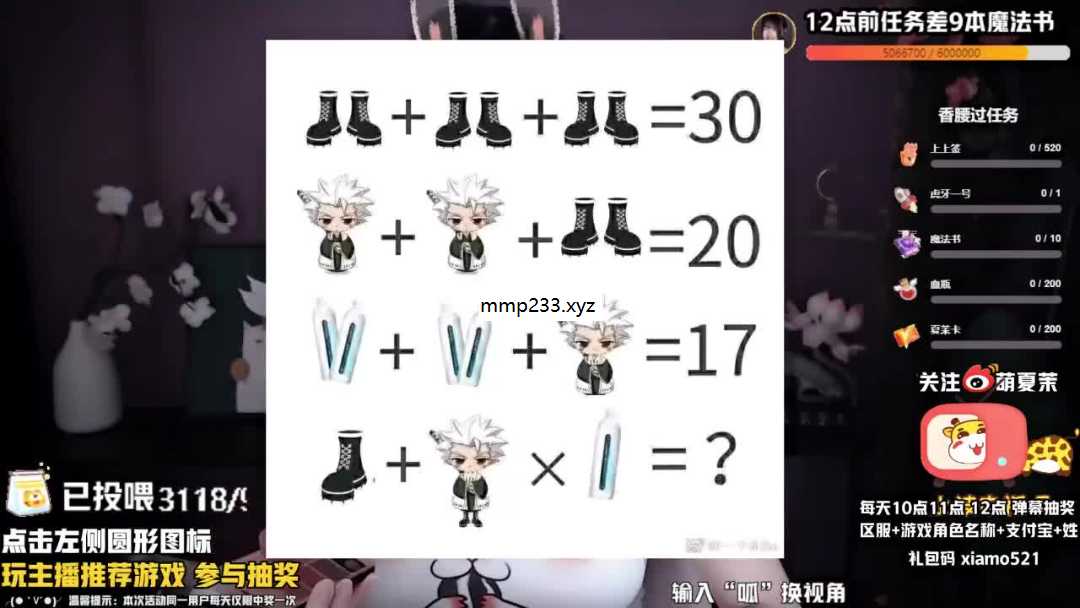 12点前任务差9本魔法书
5066700 / 6000000
+ + =30
香腰过任务
上上签 0 / 520
虎牙一号 0 / 1
+ + =20
魔法书 0 / 10
血瓶 0 / 200
mmp233.xyz
夏茉卡 0 / 200
+ + =17
关注 萌夏茉
+ × = ?
已投喂3118/9
每天10点11点 12点 弹幕抽奖
区服+游戏角色名称+支付宝+姓
点击左侧圆形图标
礼包码 xiamo521
玩主播推荐游戏 参与抽奖
输入“呱”换视角
温馨提示：本次活动同一用户每天仅限中奖一次